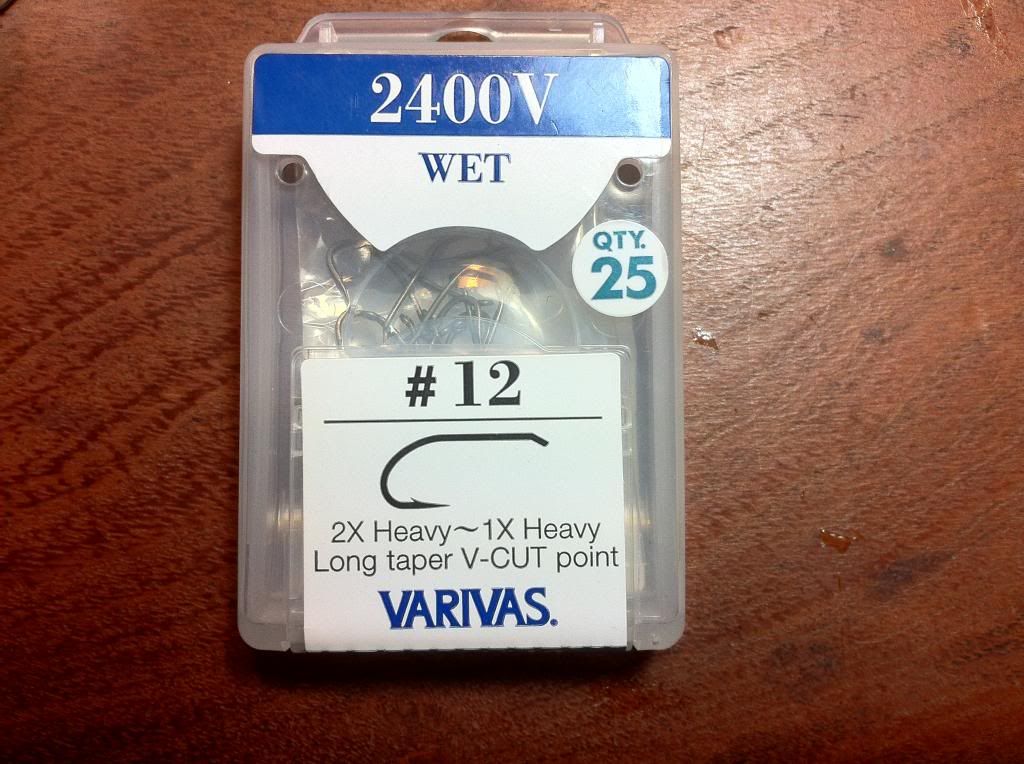 2400V
WET
QTY.
25
# 12
2X Heavy～1X Heavy
Long taper V-CUT point
VARIVAS®